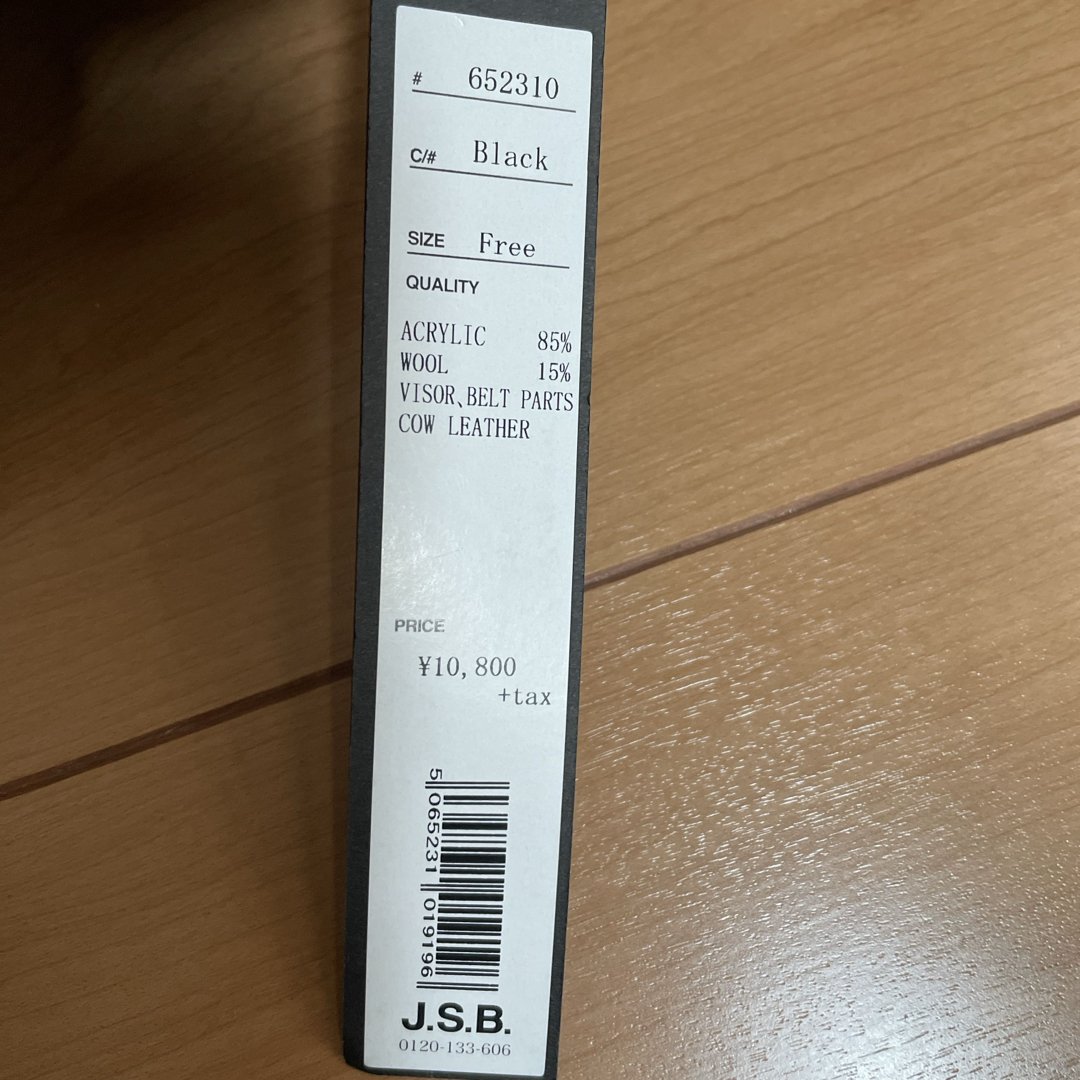 # 652310
C/# Black
SIZE Free
QUALITY
ACRYLIC 85%
WOOL 15%
VISOR、BELT PARTS
COW LEATHER
PRICE
¥10,800
+tax
5 065231 019196
J.S.B.
0120-133-606